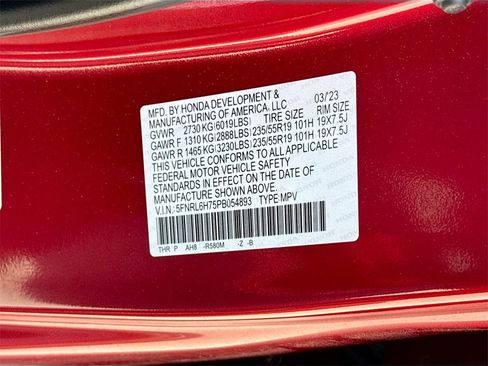 MFD. BY HONDA DEVELOPMENT &
MANUFACTURING OF AMERICA, LLC 03/23
GVWR 2730 KG(6019LBS) TIRE SIZE RIM SIZE
GAWR F 1310 KG(2888LBS) 235/55R19 101H 19X7.5J
GAWR R 1465 KG(3230LBS) 235/55R19 101H 19X7.5J
THIS VEHICLE CONFORMS TO ALL APPLICABLE
FEDERAL MOTOR VEHICLE SAFETY
STANDARDS IN EFFECT ON THE DATE OF
MANUFACTURE SHOWN ABOVE.
V.I.N.: 5FNRL6H75PB054893 TYPE MPV
THR P AH8 -R580M -Z -B